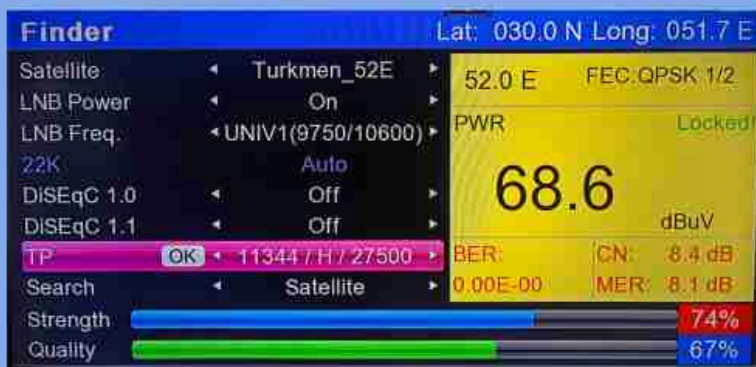 Finder
Lat: 030.0 N Long: 051.7 E
Satellite Turkmen_52E
LNB Power On
LNB Freq. UNIV1(9750/10600)
22K Auto
DiSEqC 1.0 Off
DiSEqC 1.1 Off
TP OK 11344 / H / 27500
Search Satellite
52.0 E FEC:QPSK 1/2
PWR Locked!
68.6
dBuV
BER: CN: 8.4 dB
0.00E-00 MER: 8.1 dB
Strength 74%
Quality 67%